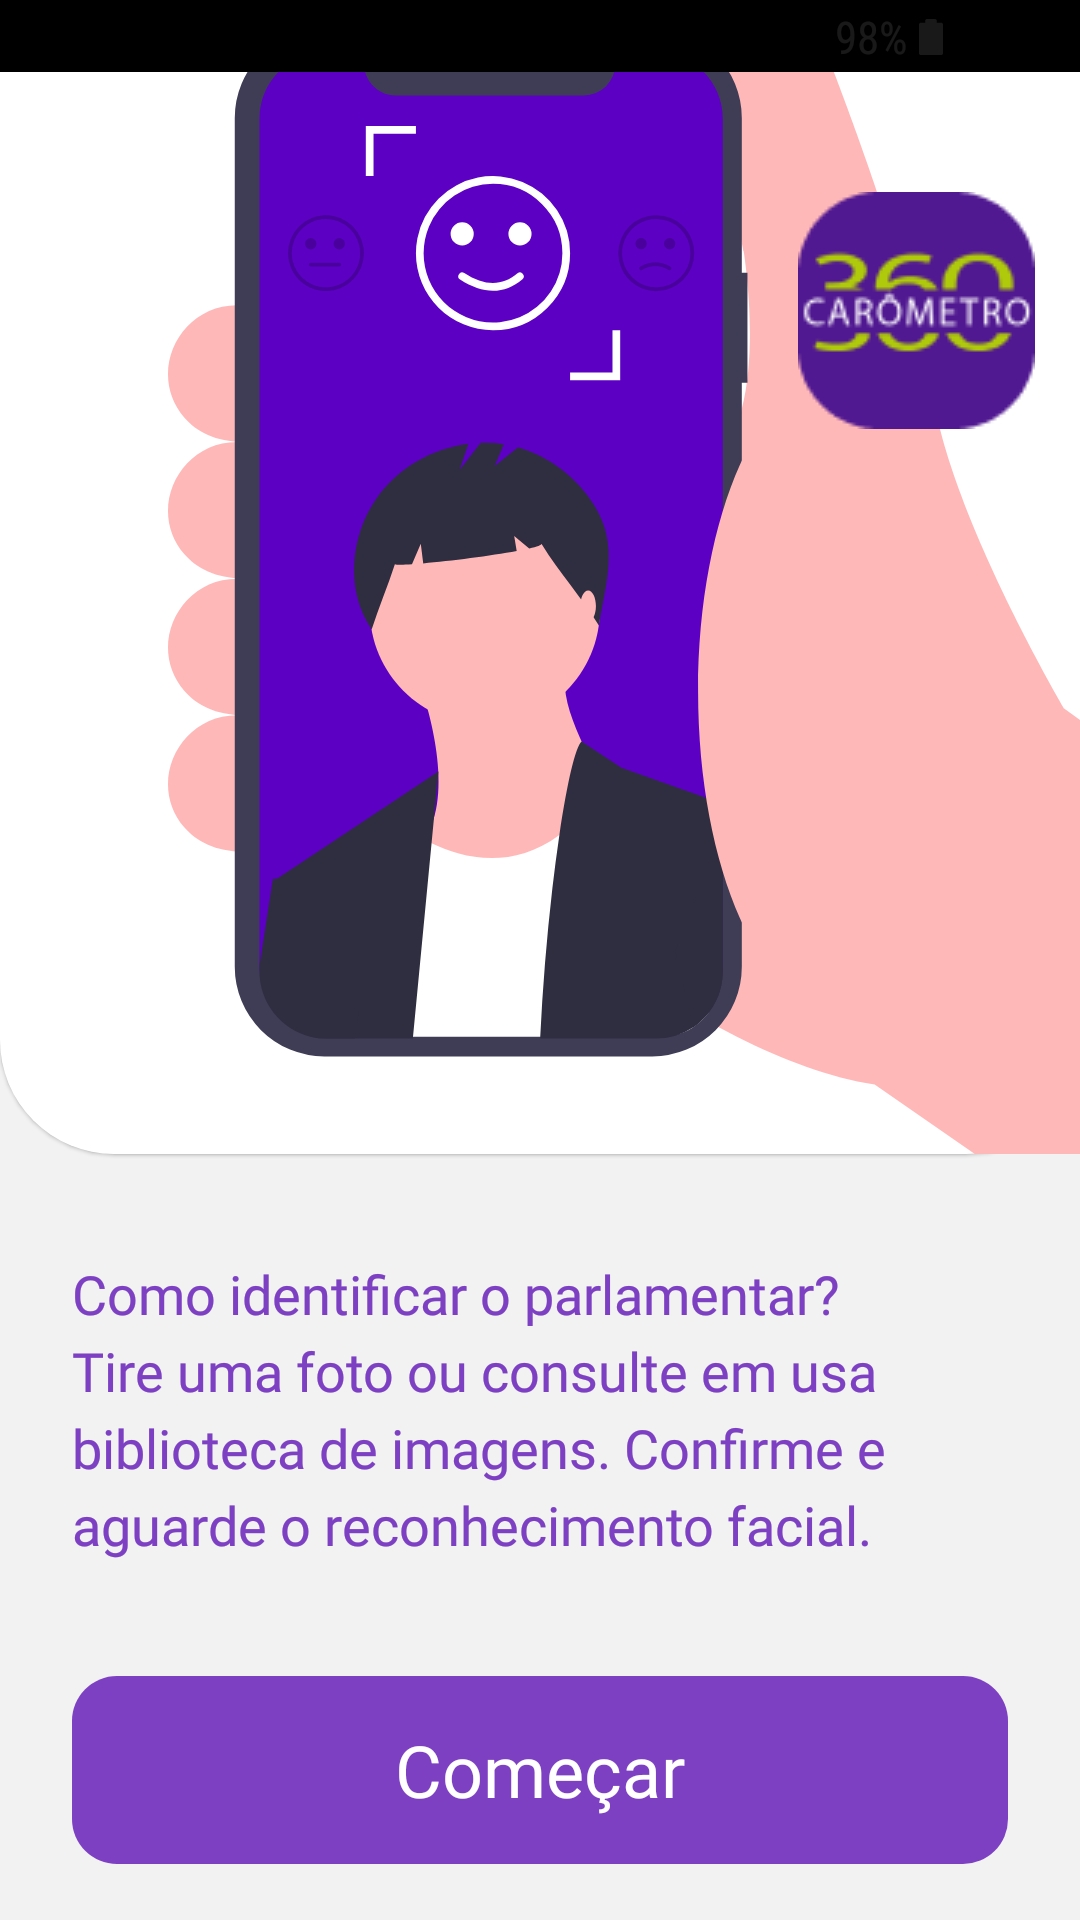 98%
360
CARÔMETRO
Como identificar o parlamentar?
Tire uma foto ou consulte em usa
biblioteca de imagens. Confirme e
aguarde o reconhecimento facial.
Começar